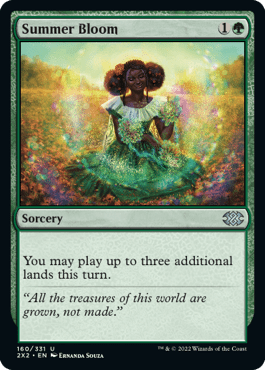 Summer Bloom 1
Sorcery
You may play up to three additional
lands this turn.
“All the treasures of this world are
grown, not made.”
160/331 U
2X2 • EN ERNANDA SOUZA
™ & © 2022 Wizards of the Coast